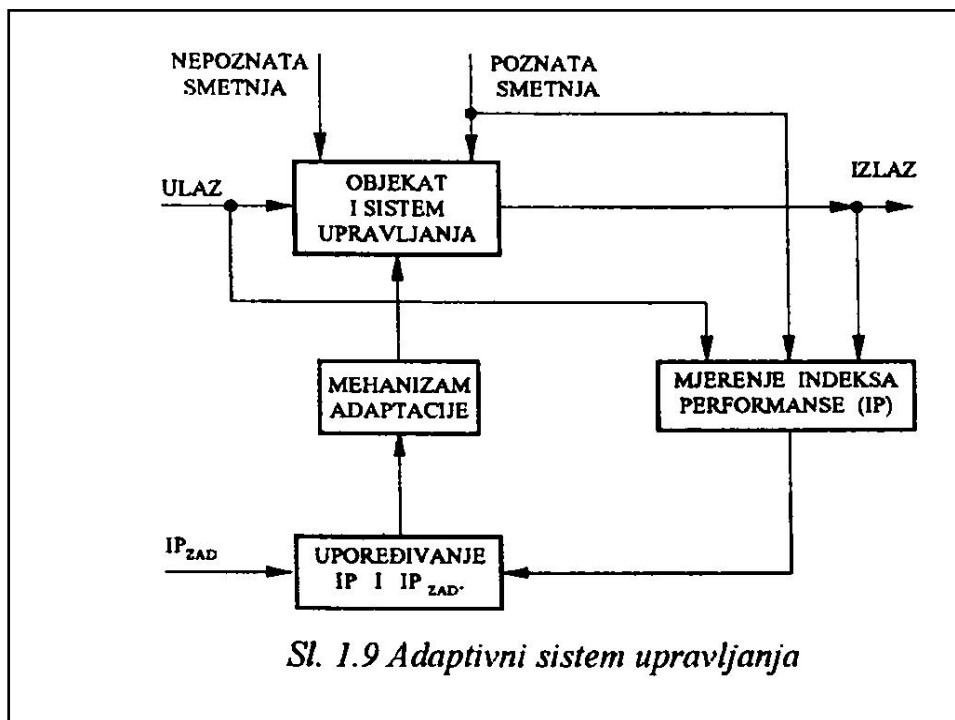 NEPOZNATA
SMETNJA
POZNATA
SMETNJA
ULAZ
OBJEKAT
I SISTEM
UPRAVLJANJA
IZLAZ
MEHANIZAM
ADAPTACIJE
MJERENJE INDEKSA
PERFORMANSE (IP)
IP_ZAD
UPOREĐIVANJE
IP I IP_ZAD.
Sl. 1.9 Adaptivni sistem upravljanja